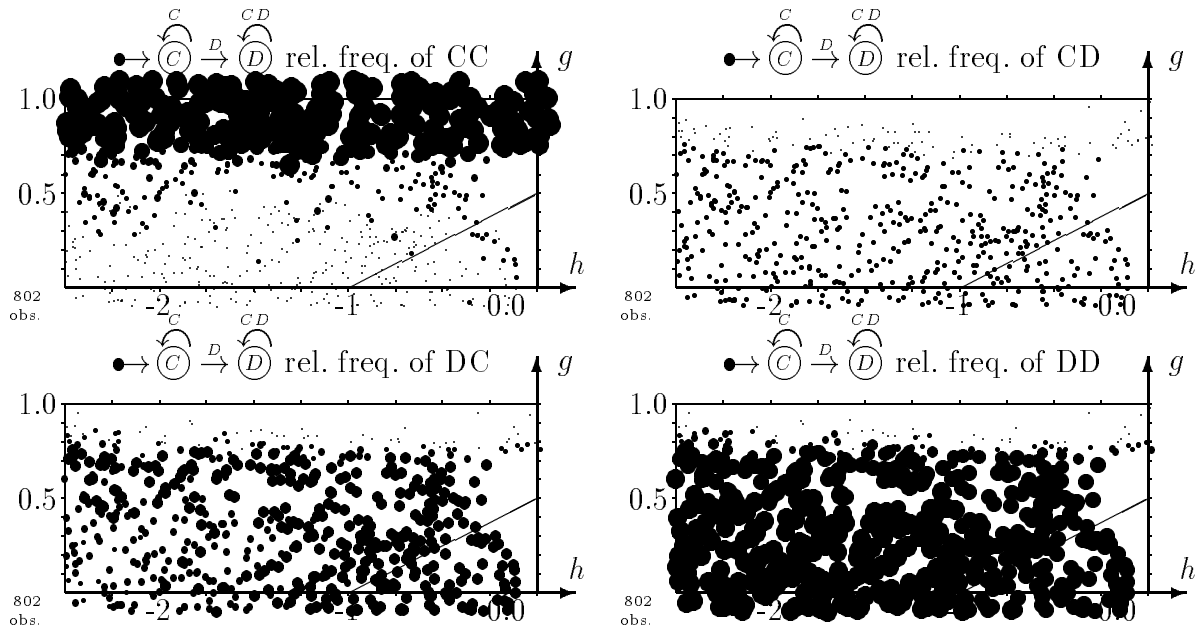 C CD C CD
C D D rel. freq. of CC g C D D rel. freq. of CD g
1.0 1.0
0.5 0.5
h h
802 obs. -2 -1 0.0 802 obs. -2 -1 0.0
C CD C CD
C D D rel. freq. of DC g C D D rel. freq. of DD g
1.0 1.0
0.5 0.5
h h
802 obs. -2 -1 0.0 802 obs. -2 -1 0.0